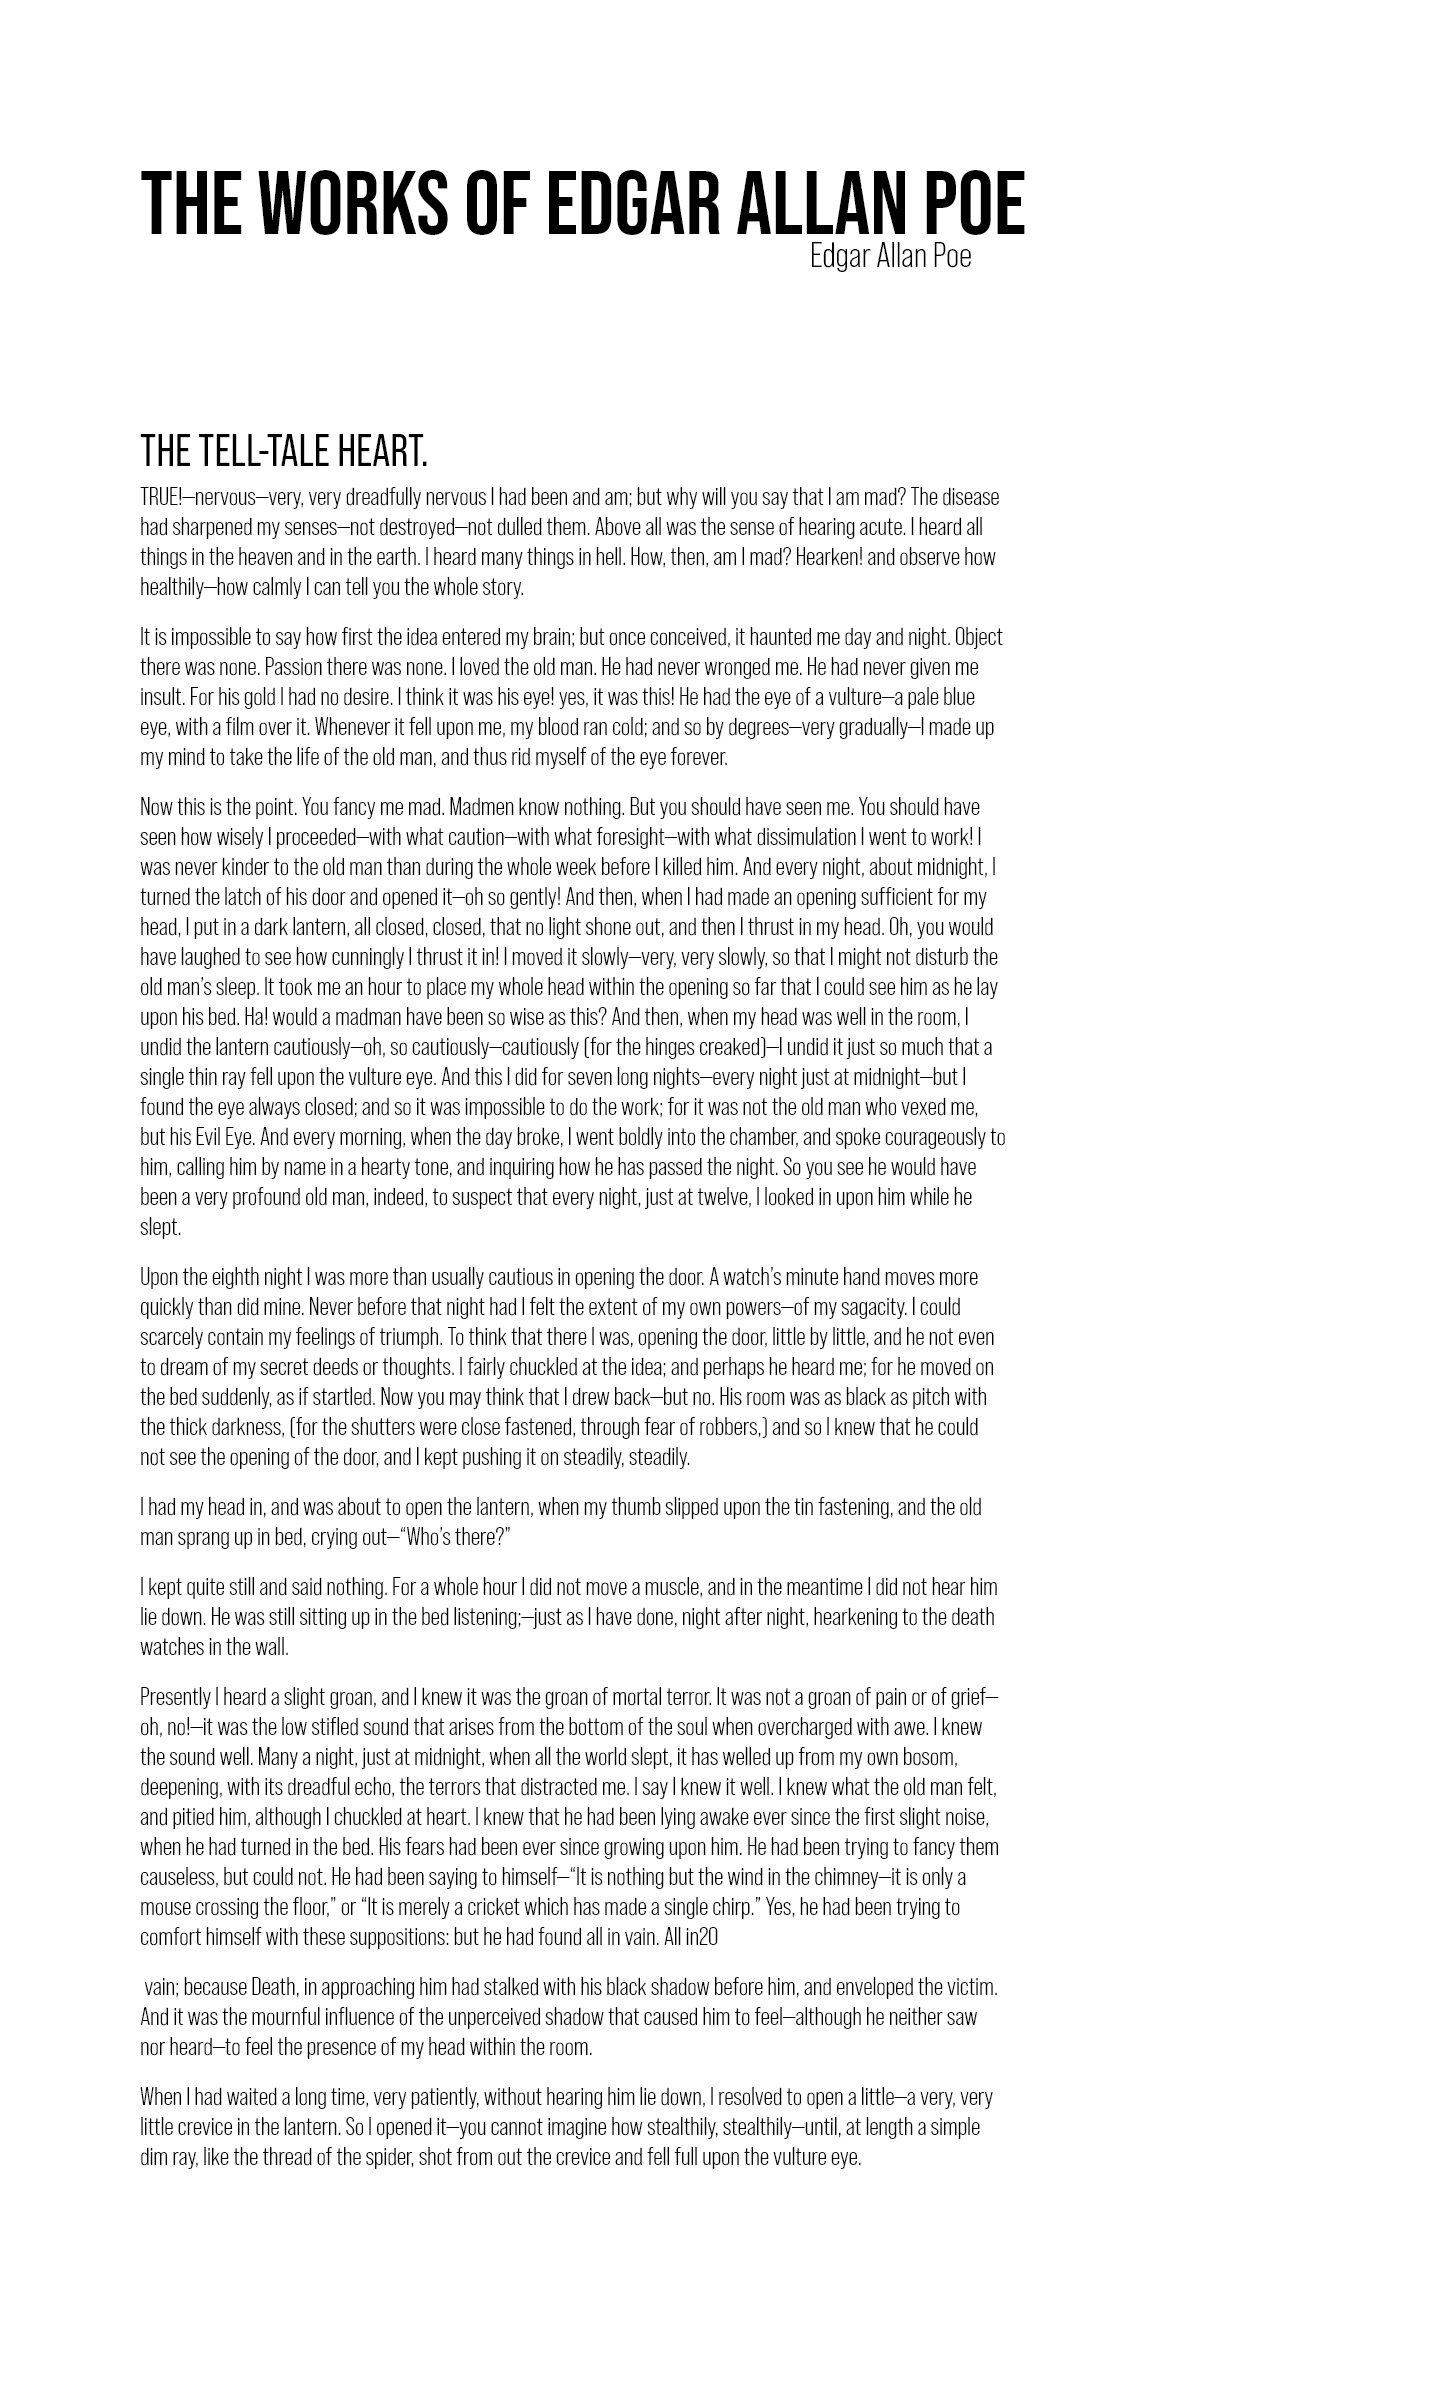 THE WORKS OF EDGAR ALLAN POE
Edgar Allan Poe
THE TELL-TALE HEART.
TRUE!—nervous—very, very dreadfully nervous I had been and am; but why will you say that I am mad? The disease
had sharpened my senses—not destroyed—not dulled them. Above all was the sense of hearing acute. I heard all
things in the heaven and in the earth. I heard many things in hell. How, then, am I mad? Hearken! and observe how
healthily—how calmly I can tell you the whole story.
It is impossible to say how first the idea entered my brain; but once conceived, it haunted me day and night. Object
there was none. Passion there was none. I loved the old man. He had never wronged me. He had never given me
insult. For his gold I had no desire. I think it was his eye! yes, it was this! He had the eye of a vulture—a pale blue
eye, with a film over it. Whenever it fell upon me, my blood ran cold; and so by degrees—very gradually—I made up
my mind to take the life of the old man, and thus rid myself of the eye forever.
Now this is the point. You fancy me mad. Madmen know nothing. But you should have seen me. You should have
seen how wisely I proceeded—with what caution—with what foresight—with what dissimulation I went to work! I
was never kinder to the old man than during the whole week before I killed him. And every night, about midnight, I
turned the latch of his door and opened it—oh so gently! And then, when I had made an opening sufficient for my
head, I put in a dark lantern, all closed, closed, that no light shone out, and then I thrust in my head. Oh, you would
have laughed to see how cunningly I thrust it in! I moved it slowly—very, very slowly, so that I might not disturb the
old man’s sleep. It took me an hour to place my whole head within the opening so far that I could see him as he lay
upon his bed. Ha! would a madman have been so wise as this? And then, when my head was well in the room, I
undid the lantern cautiously—oh, so cautiously—cautiously (for the hinges creaked)—I undid it just so much that a
single thin ray fell upon the vulture eye. And this I did for seven long nights—every night just at midnight—but I
found the eye always closed; and so it was impossible to do the work; for it was not the old man who vexed me,
but his Evil Eye. And every morning, when the day broke, I went boldly into the chamber, and spoke courageously to
him, calling him by name in a hearty tone, and inquiring how he has passed the night. So you see he would have
been a very profound old man, indeed, to suspect that every night, just at twelve, I looked in upon him while he
slept.
Upon the eighth night I was more than usually cautious in opening the door. A watch’s minute hand moves more
quickly than did mine. Never before that night had I felt the extent of my own powers—of my sagacity. I could
scarcely contain my feelings of triumph. To think that there I was, opening the door, little by little, and he not even
to dream of my secret deeds or thoughts. I fairly chuckled at the idea; and perhaps he heard me; for he moved on
the bed suddenly, as if startled. Now you may think that I drew back—but no. His room was as black as pitch with
the thick darkness, (for the shutters were close fastened, through fear of robbers,) and so I knew that he could
not see the opening of the door, and I kept pushing it on steadily, steadily.
I had my head in, and was about to open the lantern, when my thumb slipped upon the tin fastening, and the old
man sprang up in bed, crying out—“Who’s there?”
I kept quite still and said nothing. For a whole hour I did not move a muscle, and in the meantime I did not hear him
lie down. He was still sitting up in the bed listening;—just as I have done, night after night, hearkening to the death
watches in the wall.
Presently I heard a slight groan, and I knew it was the groan of mortal terror. It was not a groan of pain or of grief—
oh, no!—it was the low stifled sound that arises from the bottom of the soul when overcharged with awe. I knew
the sound well. Many a night, just at midnight, when all the world slept, it has welled up from my own bosom,
deepening, with its dreadful echo, the terrors that distracted me. I say I knew it well. I knew what the old man felt,
and pitied him, although I chuckled at heart. I knew that he had been lying awake ever since the first slight noise,
when he had turned in the bed. His fears had been ever since growing upon him. He had been trying to fancy them
causeless, but could not. He had been saying to himself—“It is nothing but the wind in the chimney—it is only a
mouse crossing the floor,” or “It is merely a cricket which has made a single chirp.” Yes, he had been trying to
comfort himself with these suppositions: but he had found all in vain. All in20
vain; because Death, in approaching him had stalked with his black shadow before him, and enveloped the victim.
And it was the mournful influence of the unperceived shadow that caused him to feel—although he neither saw
nor heard—to feel the presence of my head within the room.
When I had waited a long time, very patiently, without hearing him lie down, I resolved to open a little—a very, very
little crevice in the lantern. So I opened it—you cannot imagine how stealthily, stealthily—until, at length a simple
dim ray, like the thread of the spider, shot from out the crevice and fell full upon the vulture eye.